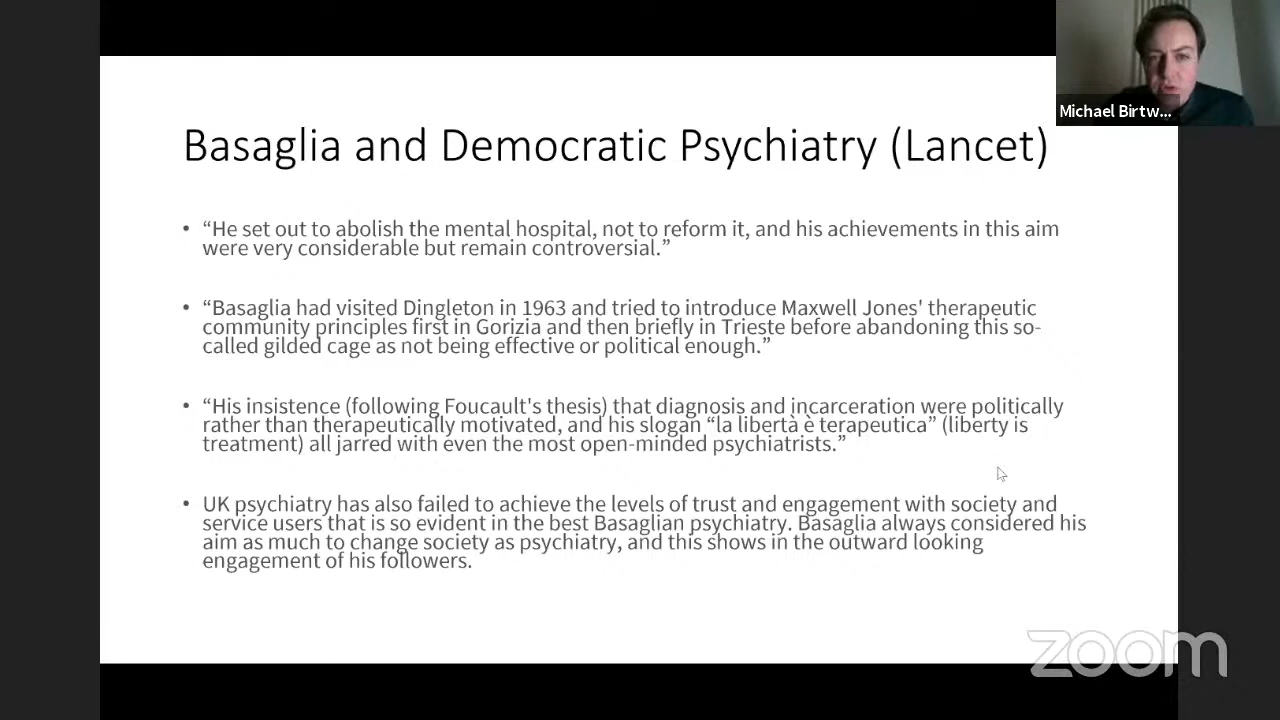 Michael Birtw...
Basaglia and Democratic Psychiatry (Lancet)
• “He set out to abolish the mental hospital, not to reform it, and his achievements in this aim
were very considerable but remain controversial.”
• “Basaglia had visited Dingleton in 1963 and tried to introduce Maxwell Jones' therapeutic
community principles first in Gorizia and then briefly in Trieste before abandoning this so-
called gilded cage as not being effective or political enough.”
• “His insistence (following Foucault's thesis) that diagnosis and incarceration were politically
rather than therapeutically motivated, and his slogan “la libertà è terapeutica” (liberty is
treatment) all jarred with even the most open-minded psychiatrists.”
• UK psychiatry has also failed to achieve the levels of trust and engagement with society and
service users that is so evident in the best Basaglian psychiatry. Basaglia always considered his
aim as much to change society as psychiatry, and this shows in the outward looking
engagement of his followers.
zoom